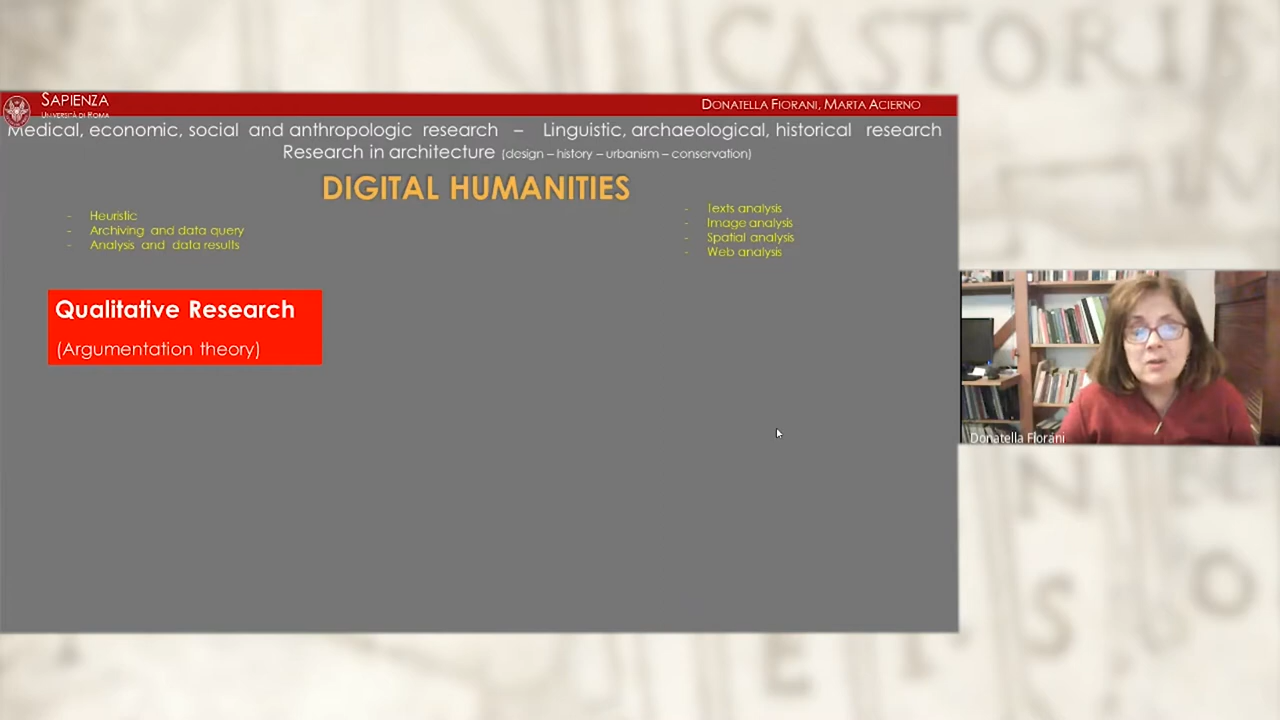 CASTORIS
SAPIENZA
UNIVERSITÀ DI ROMA
DONATELLA FIORANI, MARTA ACIERNO
Medical, economic, social and anthropologic research – Linguistic, archaeological, historical research
Research in architecture (design – history – urbanism – conservation)
DIGITAL HUMANITIES
- Heuristic
- Archiving and data query
- Analysis and data results
- Texts analysis
- Image analysis
- Spatial analysis
- Web analysis
Qualitative Research
(Argumentation theory)
Donatella Fiorani